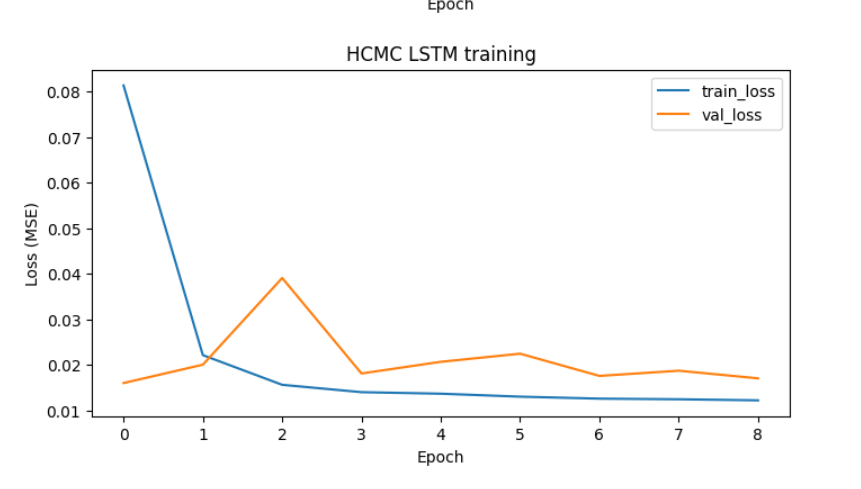 Epoch
HCMC LSTM training
train_loss
val_loss
Loss (MSE)
0.08
0.07
0.06
0.05
0.04
0.03
0.02
0.01
0 1 2 3 4 5 6 7 8
Epoch